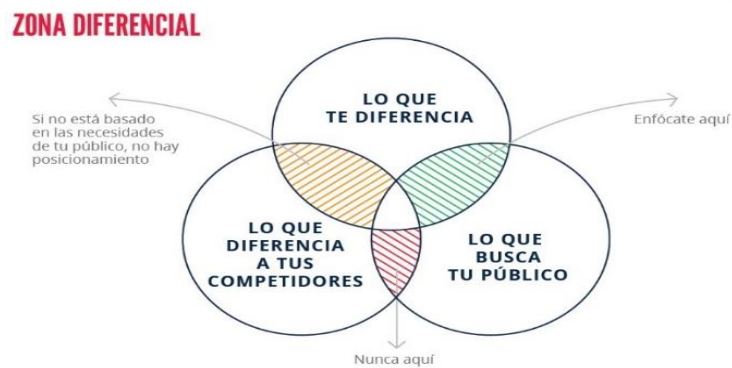 ZONA DIFERENCIAL
LO QUE
TE DIFERENCIA
Si no está basado
en las necesidades
de tu público, no hay
posicionamiento
Enfócate aquí
LO QUE
DIFERENCIA
A TUS
COMPETIDORES
LO QUE
BUSCA
TU PÚBLICO
Nunca aquí